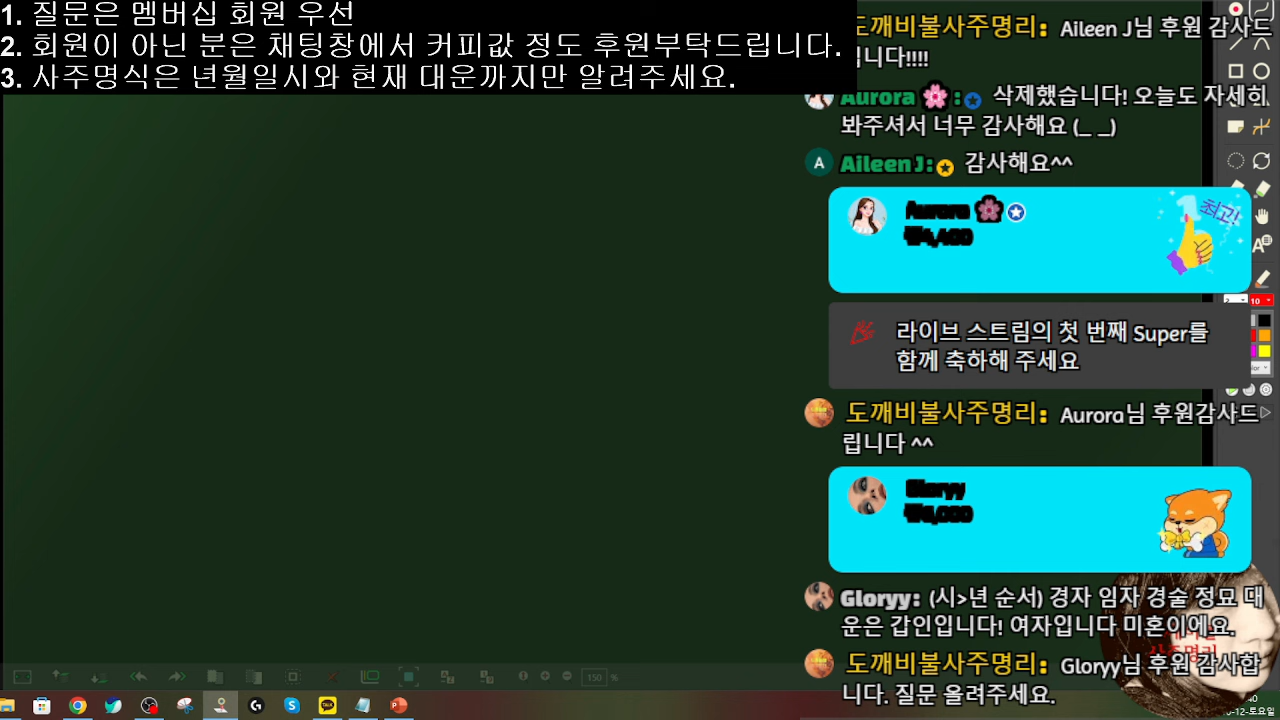 1. 질문은 멤버십 회원 우선
2. 회원이 아닌 분은 채팅창에서 커피값 정도 후원부탁드립니다.
3. 사주명식은 년월일시와 현재 대운까지만 알려주세요.
도깨비불사주명리: Aileen J님 후원 감사드
립니다!!!!
Aurora 🌸: 삭제했습니다! 오늘도 자세히
봐주셔서 너무 감사해요 (_ _)
A Aileen J: 감사해요^^
Aurora 🌸
최고!
라이브 스트림의 첫 번째 Super를
함께 축하해 주세요
도깨비불사주명리: Aurora님 후원감사드
립니다 ^^
Gloryy
Gloryy: (시>년 순서) 경자 임자 경술 정묘 대
운은 갑인입니다! 여자입니다 미혼이에요.
도깨비불사주명리: Gloryy님 후원 감사합
니다. 질문 올려주세요.
150 %